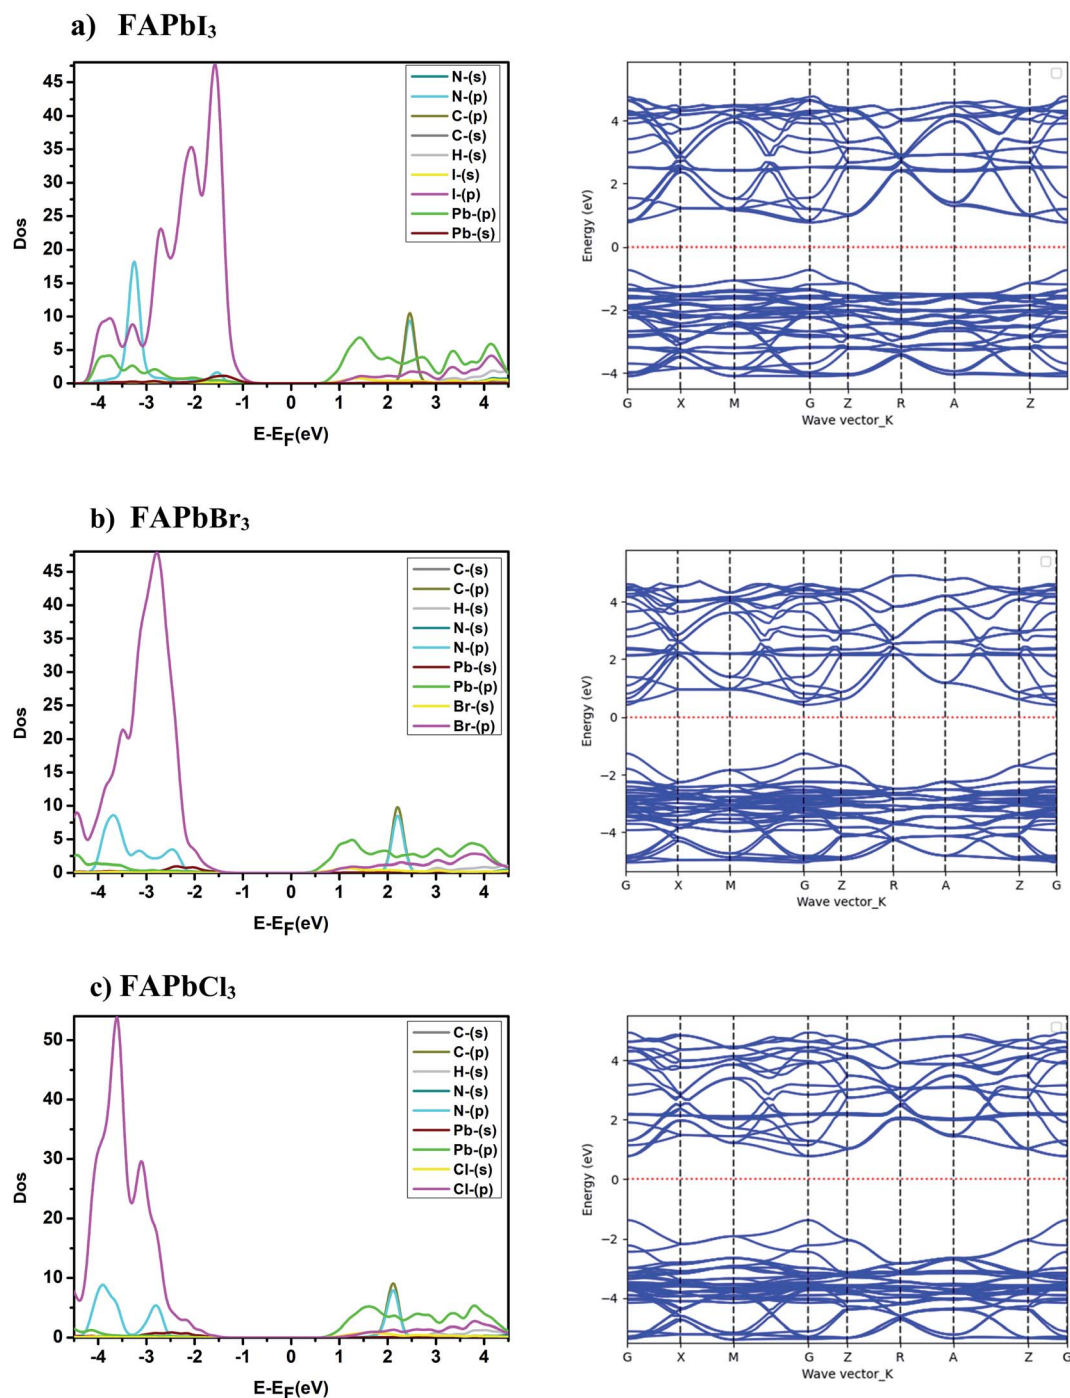 a) FAPbI₃
45
40
35
30
25
20
15
10
5
0
Dos
-4 -3 -2 -1 0 1 2 3 4
E-E_F(eV)
N-(s)
N-(p)
C-(p)
C-(s)
H-(s)
I-(s)
I-(p)
Pb-(p)
Pb-(s)
4
2
0
−2
−4
Energy (eV)
G X M G Z R A Z
Wave vector_K
b) FAPbBr₃
45
40
35
30
25
20
15
10
5
0
Dos
-4 -3 -2 -1 0 1 2 3 4
E-E_F(eV)
C-(s)
C-(p)
H-(s)
N-(s)
N-(p)
Pb-(s)
Pb-(p)
Br-(s)
Br-(p)
4
2
0
−2
−4
Energy (eV)
G X M G Z R A Z G
Wave vector_K
c) FAPbCl₃
50
40
30
20
10
0
Dos
-4 -3 -2 -1 0 1 2 3 4
E-E_F(eV)
C-(s)
C-(p)
H-(s)
N-(s)
N-(p)
Pb-(s)
Pb-(p)
Cl-(s)
Cl-(p)
4
2
0
−2
−4
Energy (eV)
G X M G Z R A Z G
Wave vector_K